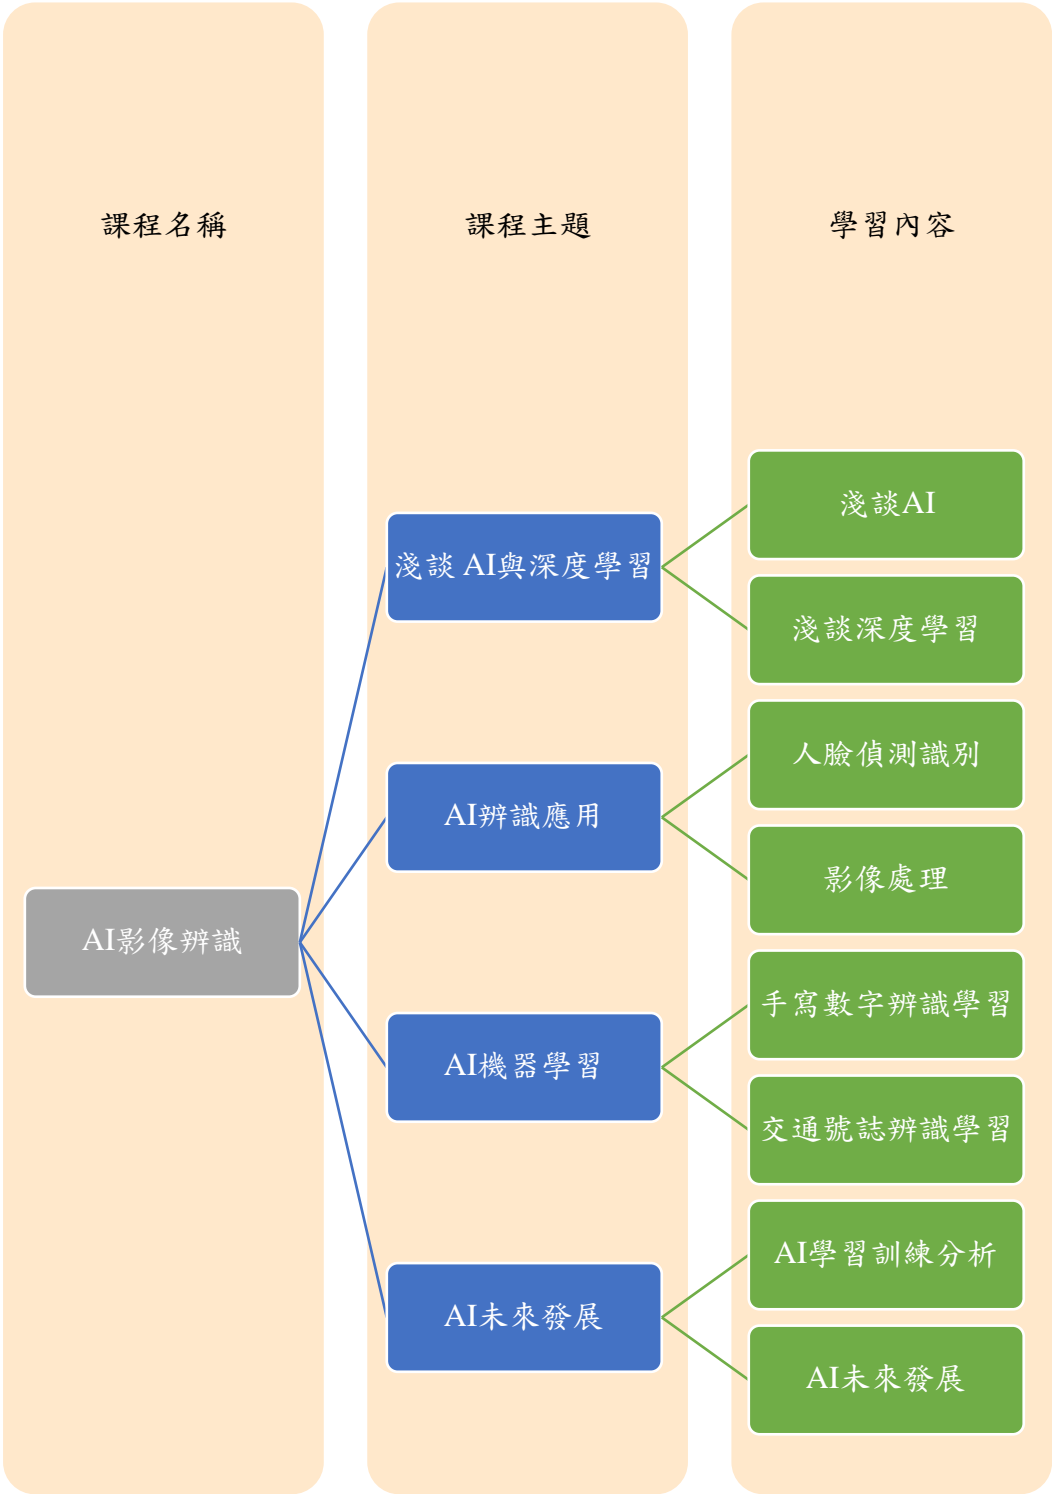 課程名稱
課程主題
學習內容
AI影像辨識
淺談 AI與深度學習
淺談AI
淺談深度學習
AI辨識應用
人臉偵測識別
影像處理
AI機器學習
手寫數字辨識學習
交通號誌辨識學習
AI未來發展
AI學習訓練分析
AI未來發展